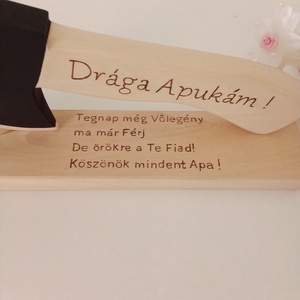 Drága Apukám!
Tegnap még Vőlegény
ma már Férj
De örökre a Te Fiad!
Köszönök mindent Apa!